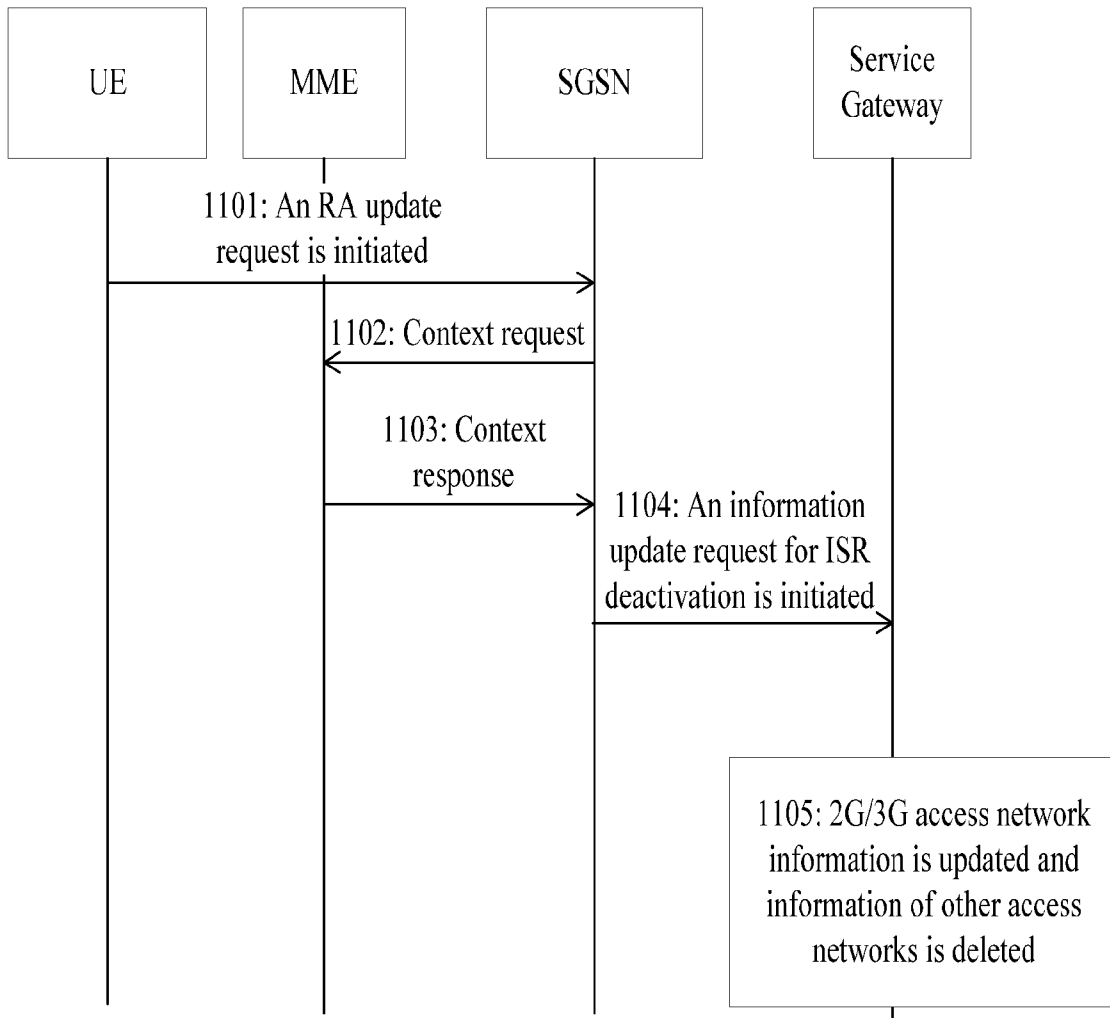 UE
MME
SGSN
Service
Gateway
1101: An RA update
request is initiated
1102: Context request
1103: Context
response
1104: An information
update request for ISR
deactivation is initiated
1105: 2G/3G access network
information is updated and
information of other access
networks is deleted